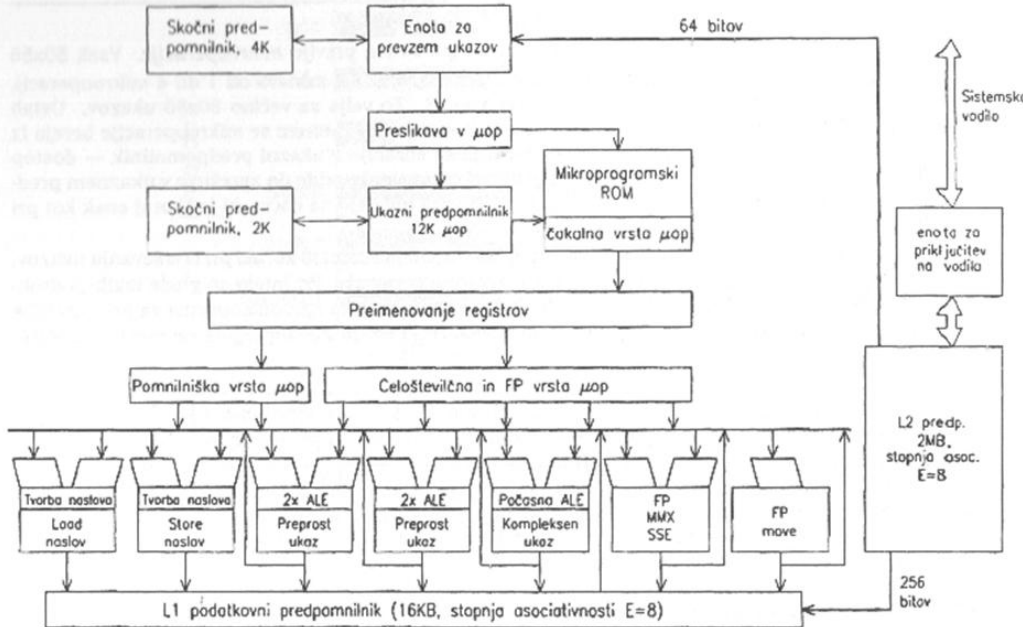 Skočni pred-
pomnilnik, 4K
Enota za
prevzem ukazov
64 bitov
Sistemsko
vodilo
Preslikava v µop
Mikroprogramski
ROM
Skočni pred-
pomnilnik, 2K
Ukazni predpomnilnik
12K µop
čakalna vrsta µop
enota za
priključitev
na vodila
Preimenovanje registrov
Pomnilniška vrsta µop
Celoštevilčna in FP vrsta µop
L2 predp.
2MB,
stopnja
asoc.
E=8
Tvorba naslova
Load
naslov
Tvorba naslova
Store
naslov
2x ALE
Preprost
ukaz
2x ALE
Preprost
ukaz
Počasna ALE
Kompleksen
ukaz
FP
MMX
SSE
FP
move
256
bitov
L1 podatkovni predpomnilnik (16KB, stopnja asociativnosti E=8)